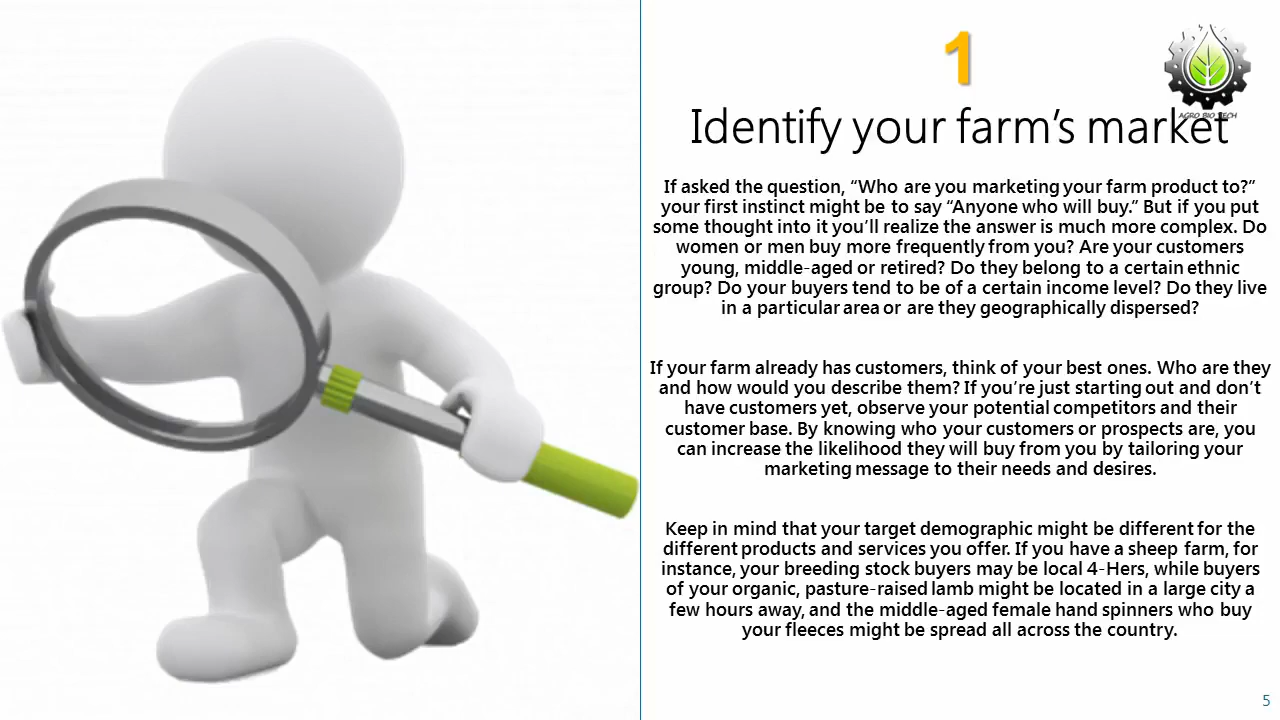 1
AGRO BIO TECH
Identify your farm’s market
If asked the question, “Who are you marketing your farm product to?”
your first instinct might be to say “Anyone who will buy.” But if you put
some thought into it you’ll realize the answer is much more complex. Do
women or men buy more frequently from you? Are your customers
young, middle-aged or retired? Do they belong to a certain ethnic
group? Do your buyers tend to be of a certain income level? Do they live
in a particular area or are they geographically dispersed?
If your farm already has customers, think of your best ones. Who are they
and how would you describe them? If you’re just starting out and don’t
have customers yet, observe your potential competitors and their
customer base. By knowing who your customers or prospects are, you
can increase the likelihood they will buy from you by tailoring your
marketing message to their needs and desires.
Keep in mind that your target demographic might be different for the
different products and services you offer. If you have a sheep farm, for
instance, your breeding stock buyers may be local 4-Hers, while buyers
of your organic, pasture-raised lamb might be located in a large city a
few hours away, and the middle-aged female hand spinners who buy
your fleeces might be spread all across the country.
5